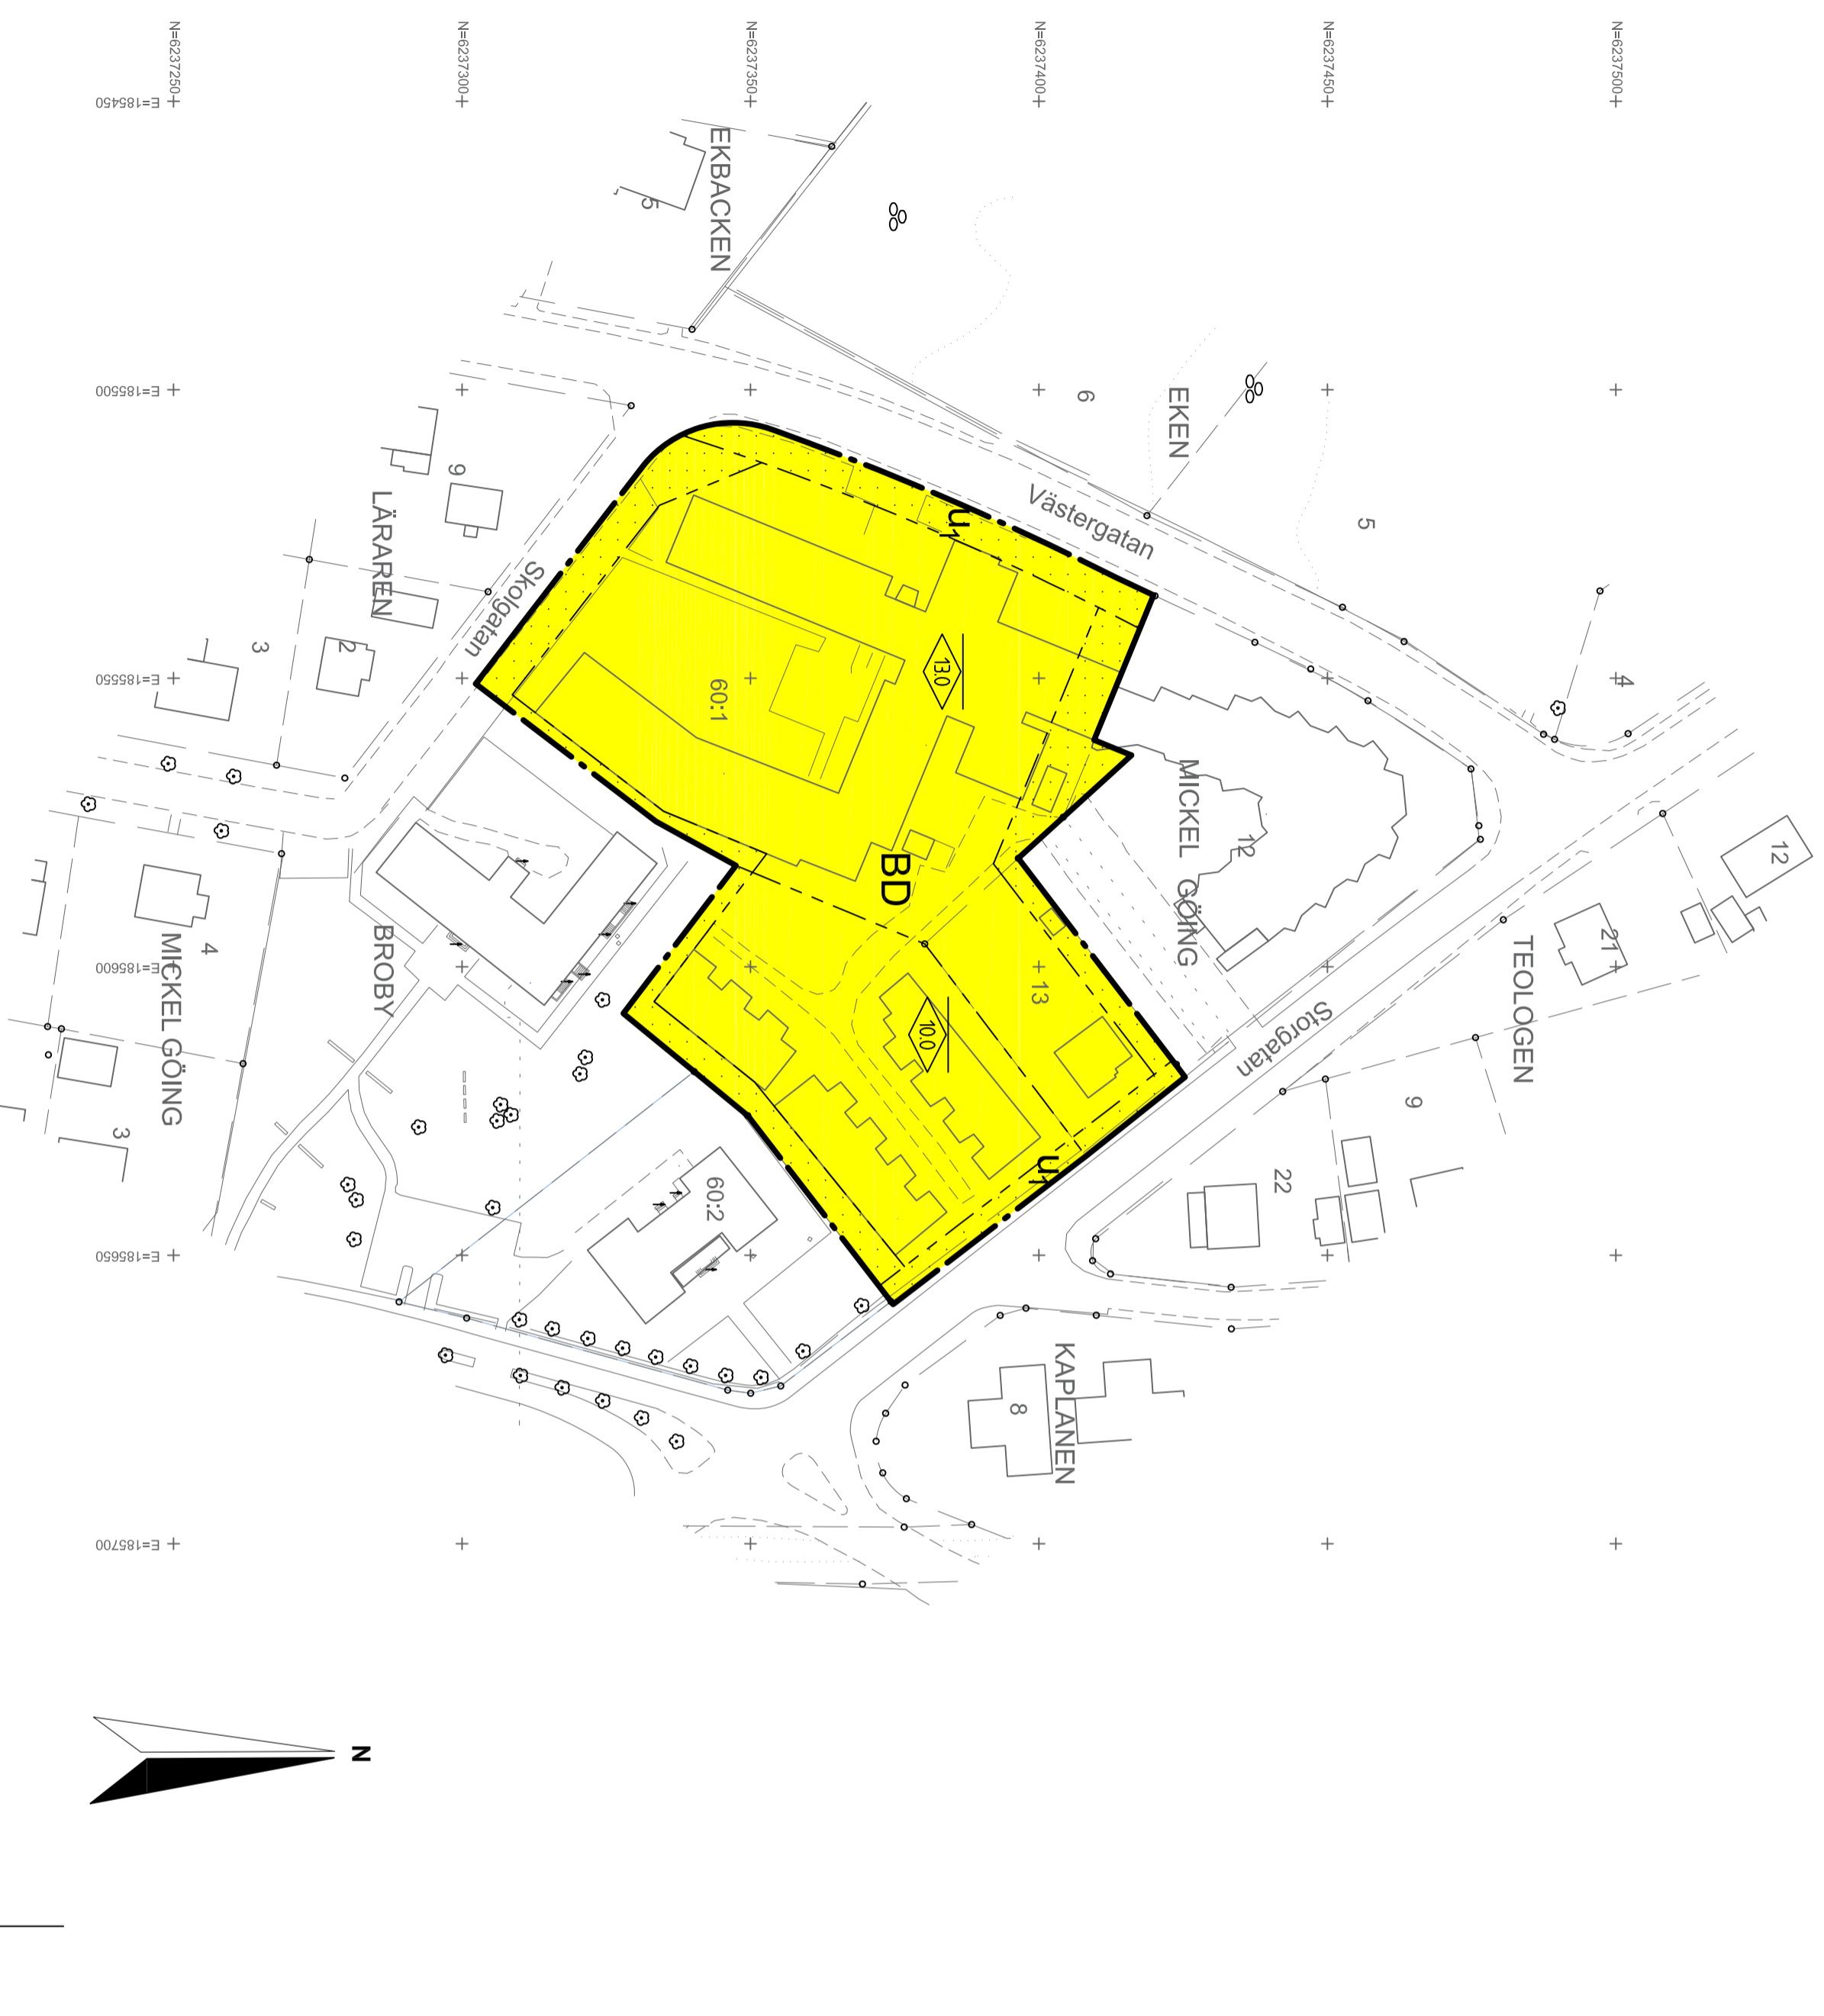 N=6237250
N=6237300
N=6237350
N=6237400
N=6237450
N=6237500
E=185450
EKBACKEN
5
E=185500
6
EKEN
Västergatan
5
9
LÄRAREN
Skolgatan
u1
3
2
E=185550
60:1
13.0
4
MICKEL GÖING
12
12
BD
21
TEOLOGEN
4
MICKEL GÖING
BROBY
E=185600
13
10.0
Storgatan
9
3
u1
22
60:2
E=185650
KAPLANEN
8
E=185700
N